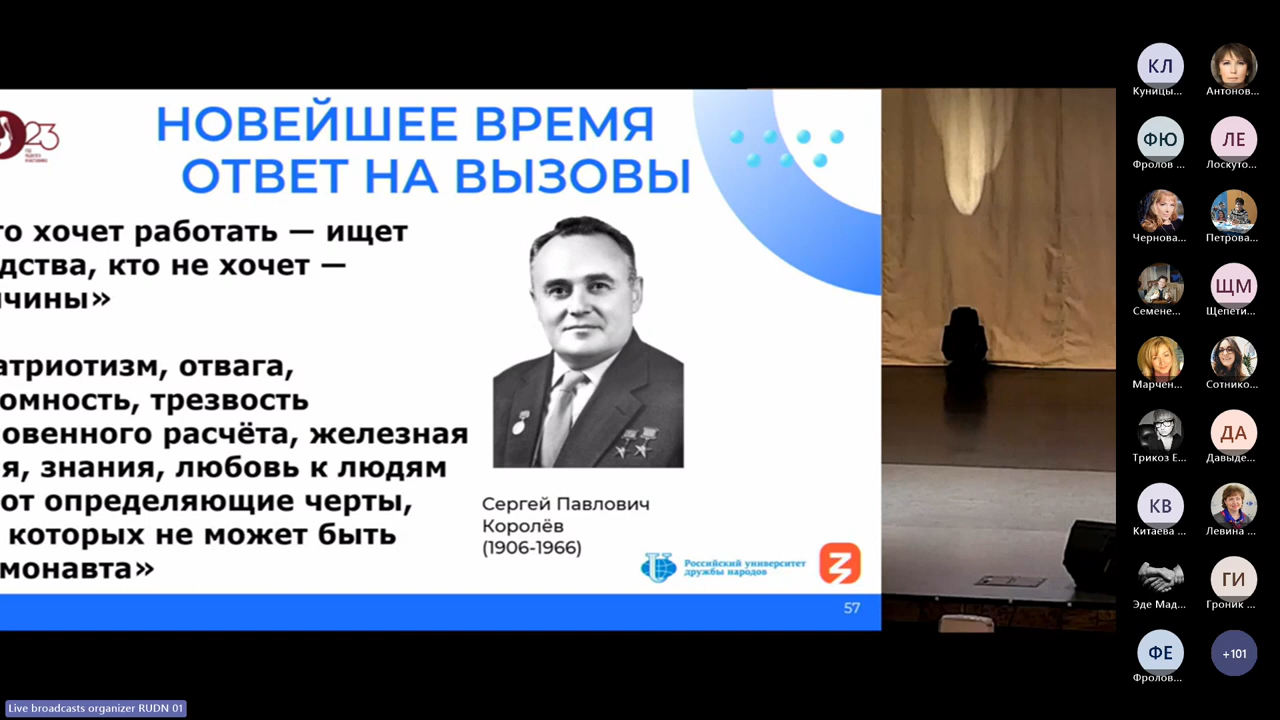 23
НОВЕЙШЕЕ ВРЕМЯ
ОТВЕТ НА ВЫЗОВЫ
то хочет работать — ищет
дства, кто не хочет —
чины»
атриотизм, отвага,
омность, трезвость
овенного расчёта, железная
я, знания, любовь к людям
от определяющие черты,
которых не может быть
монавта»
Сергей Павлович
Королёв
(1906-1966)
Российский университет
дружбы народов
57
КЛ
Куницы...
Антонов...
ФЮ
Фролов ...
ЛЕ
Лоскуто...
Чернова...
Петрова...
Семене...
ЩМ
Щепети...
Марчен...
Сотнико...
Трикоз Е...
ДА
Давыде...
КВ
Китаева ...
Левина ...
Эде Мад...
ГИ
Гроник ...
ФЕ
Фролов...
+101
Live broadcasts organizer RUDN 01